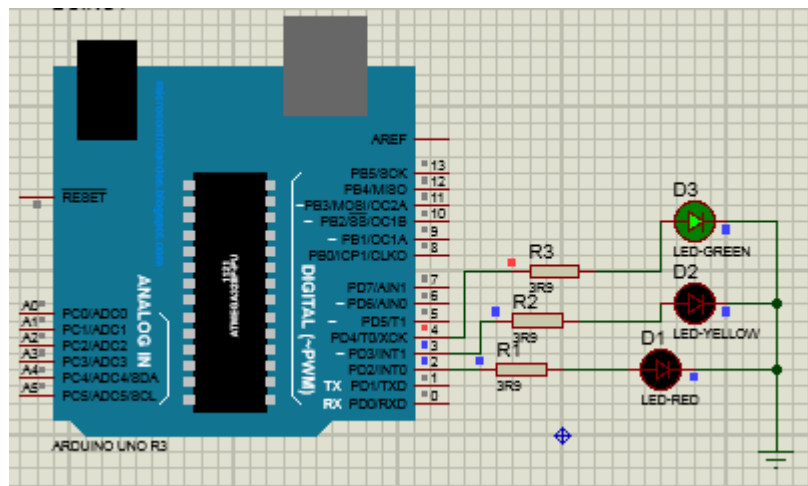 AREF
PB5/SCK 13
PB4/MISO 12
~PB3/MOSI/OC2A 11
~PB2/SS/OC1B 10
~PB1/OC1A 9
PB0/ICP1/CLKO 8
PD7/AIN1 7
~PD6/AIN0 6
~PD5/T1 5
PD4/T0/XCK 4
~PD3/INT1 3
PD2/INT0 2
TX PD1/TXD 1
RX PD0/RXD 0
RESET
DIGITAL (~PWM)
ANALOG IN
1121
A0 PC0/ADC0
A1 PC1/ADC1
A2 PC2/ADC2
A3 PC3/ADC3
A4 PC4/ADC4/SDA
A5 PC5/ADC5/SCL
ARDUINO UNO R3
R3
3R9
R2
3R9
R1
3R9
D3
LED-GREEN
D2
LED-YELLOW
D1
LED-RED